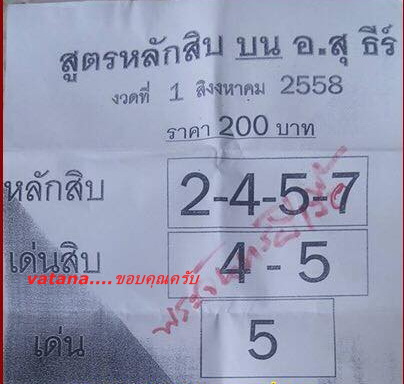 สูตรหลักสิบ บน อ.สุ ธีร์
งวดที่ 1 สิงงหาคม 2558
ราคา 200 บาท
หลักสิบ 2-4-5-7
เด่นสิบ 4 - 5
vatana....ขอบคุณครับ
เด่น 5